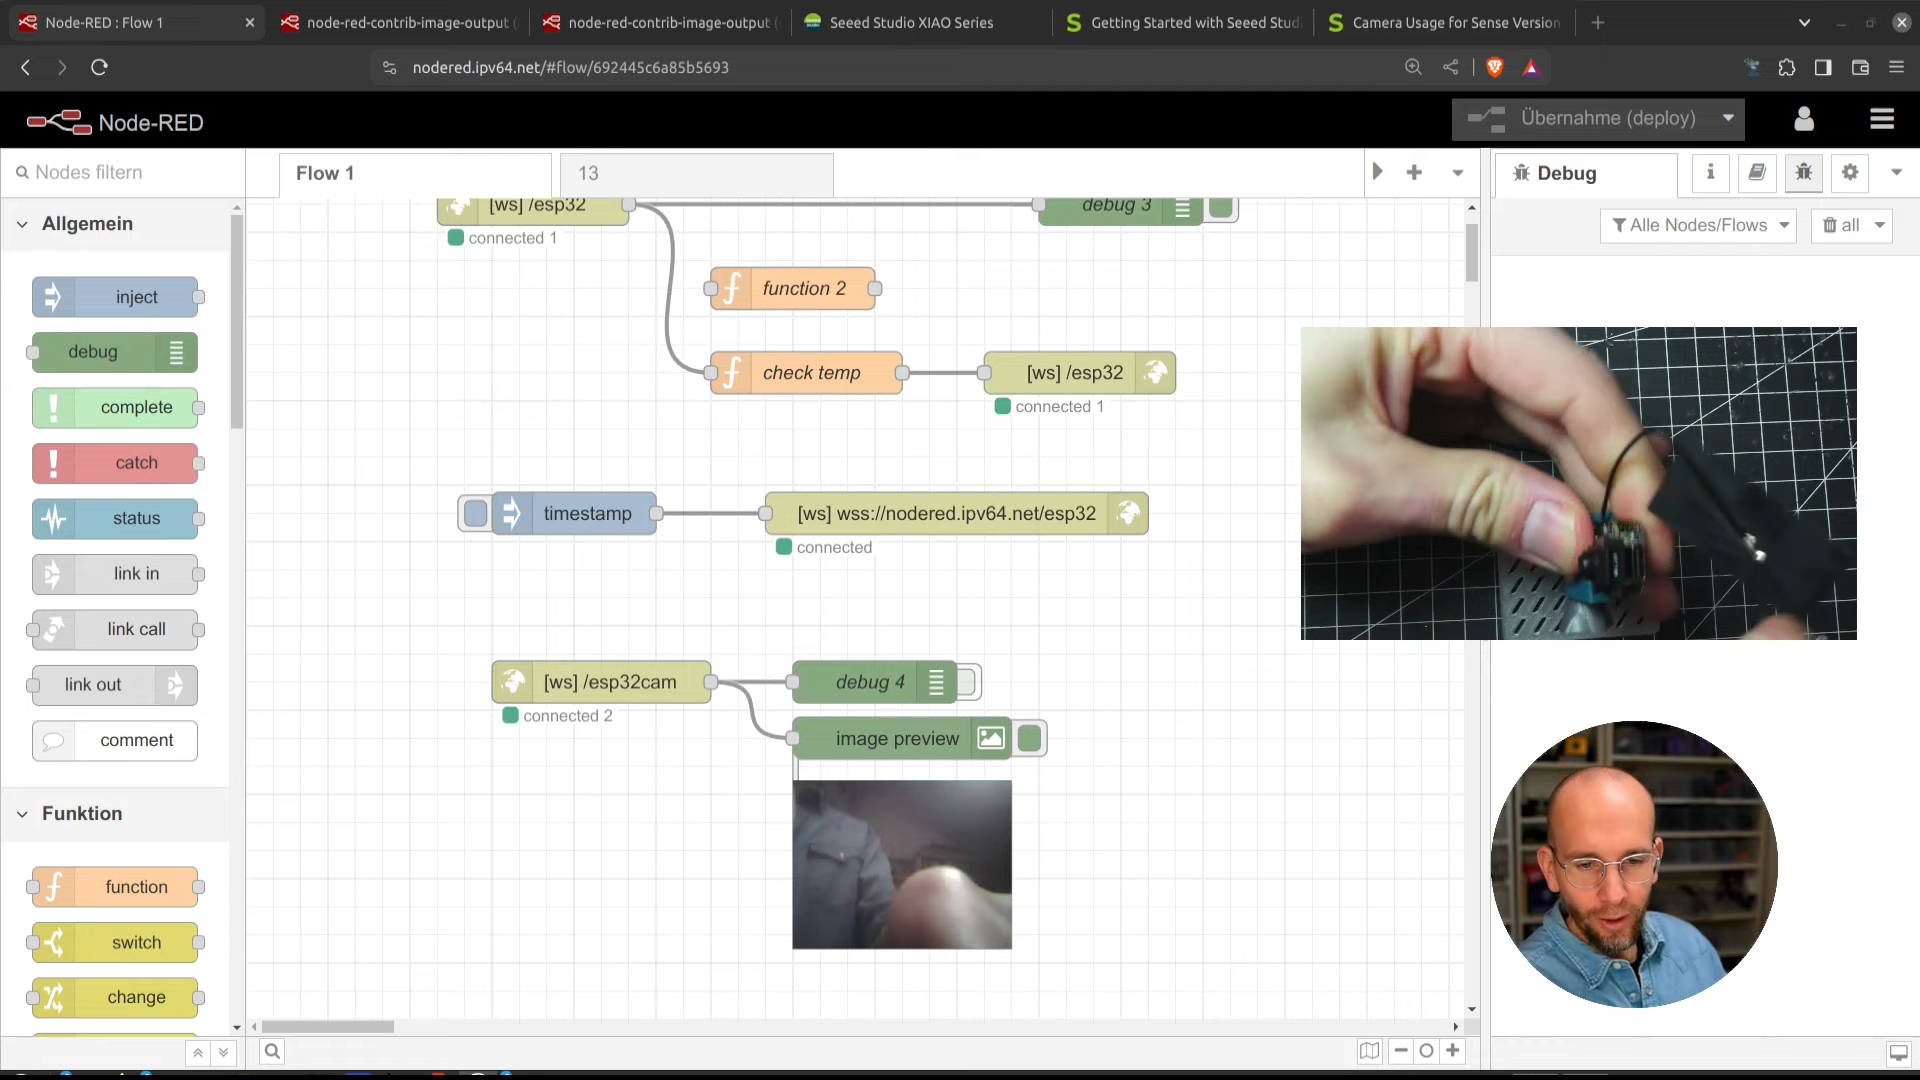 Node-RED : Flow 1
node-red-contrib-image-output (
node-red-contrib-image-output (
Seeed Studio XIAO Series
Getting Started with Seeed Stud
Camera Usage for Sense Version
nodered.ipv64.net/#flow/692445c6a85b5693
Node-RED
Übernahme (deploy)
Nodes filtern
Flow 1
13
Debug
Alle Nodes/Flows
all
Allgemein
inject
debug
complete
catch
status
link in
link call
link out
comment
Funktion
function
switch
change
[ws] /esp32
connected 1
debug 3
function 2
check temp
[ws] /esp32
connected 1
timestamp
[ws] wss://nodered.ipv64.net/esp32
connected
[ws] /esp32cam
connected 2
debug 4
image preview